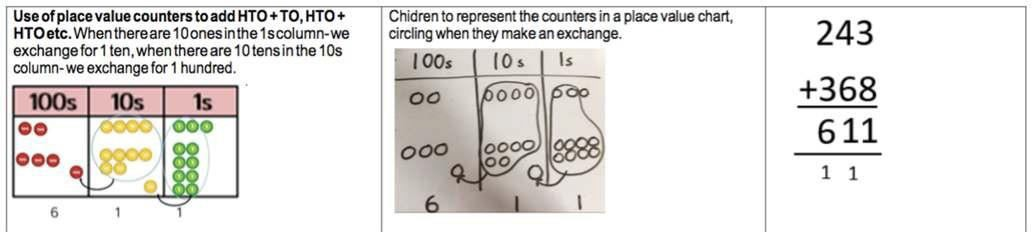 Use of place value counters to add HTO + TO, HTO +
HTO etc. When there are 10 ones in the 1s column- we
exchange for 1 ten, when there are 10 tens in the 10s
column- we exchange for 1 hundred.
100s 10s 1s
6 1 1
Chidren to represent the counters in a place value chart,
circling when they make an exchange.
100s 10s 1s
6 1 1
243
+368
611
1 1